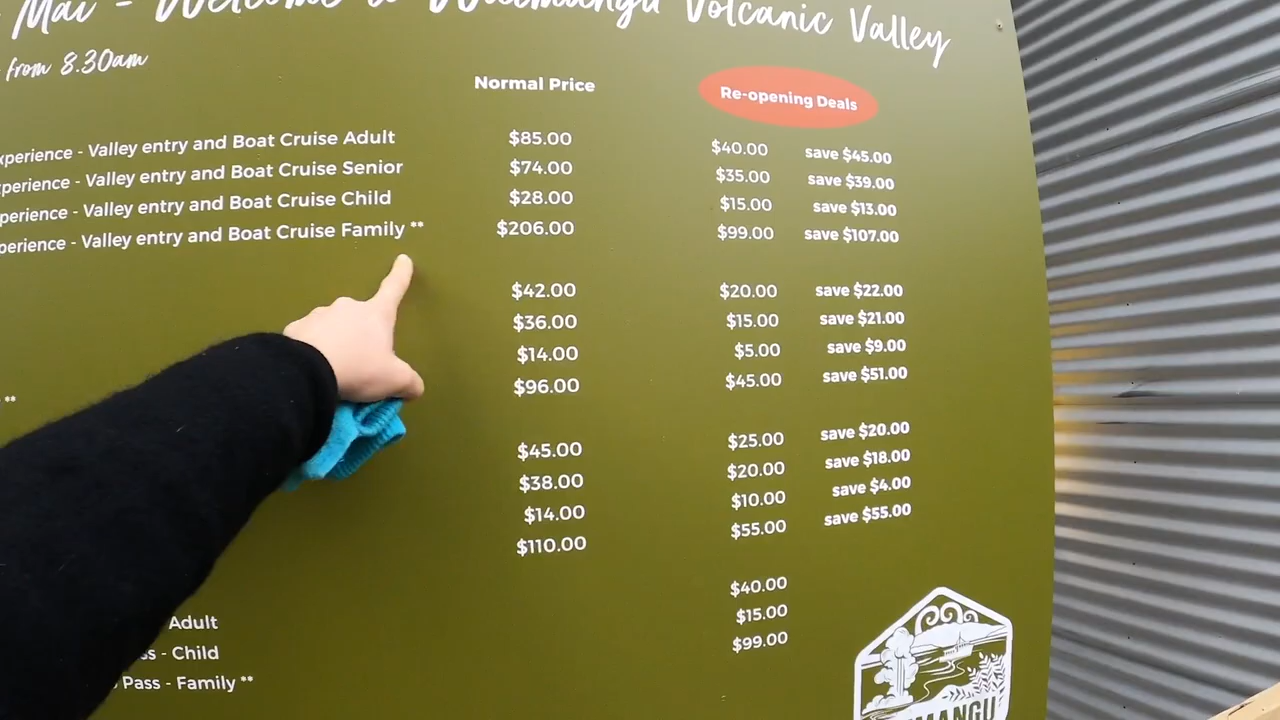 Mai - Welcome to Waimangu Volcanic Valley
from 8.30am
Normal Price Re-opening Deals
xperience - Valley entry and Boat Cruise Adult $85.00 $40.00 save $45.00
xperience - Valley entry and Boat Cruise Senior $74.00 $35.00 save $39.00
perience - Valley entry and Boat Cruise Child $28.00 $15.00 save $13.00
perience - Valley entry and Boat Cruise Family ** $206.00 $99.00 save $107.00
$42.00 $20.00 save $22.00
$36.00 $15.00 save $21.00
$14.00 $5.00 save $9.00
** $96.00 $45.00 save $51.00
$45.00 $25.00 save $20.00
$38.00 $20.00 save $18.00
$14.00 $10.00 save $4.00
$110.00 $55.00 save $55.00
Adult $40.00
ss - Child $15.00
Pass - Family ** $99.00
MANGU